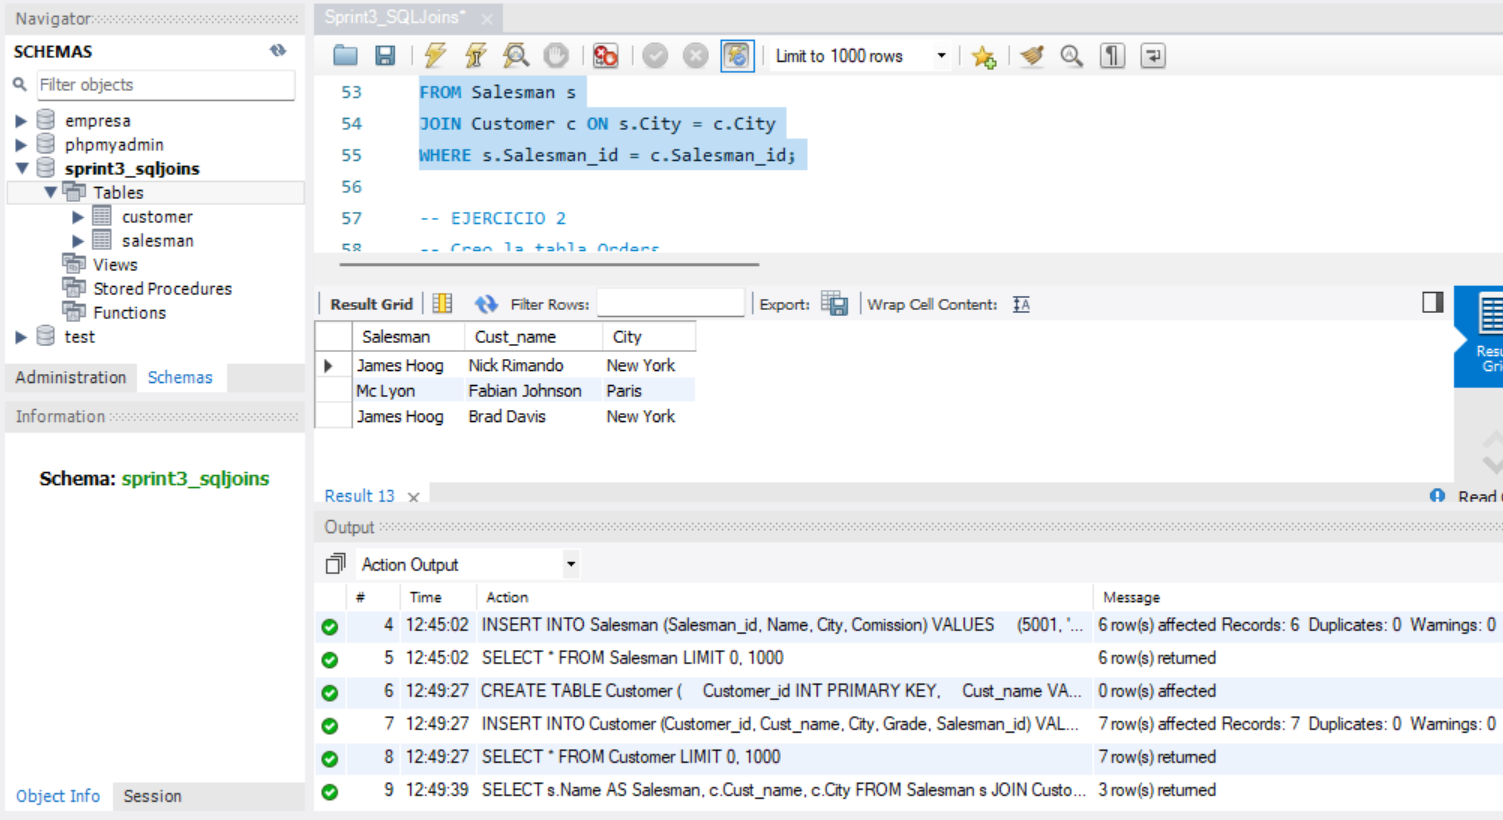 Navigator
SCHEMAS
Filter objects
empresa
phpmyadmin
sprint3_sqljoins
Tables
customer
salesman
Views
Stored Procedures
Functions
test
Administration Schemas
Information
Schema: sprint3_sqljoins
Object Info Session
Sprint3_SQLJoins*
Limit to 1000 rows
53 FROM Salesman s
54 JOIN Customer c ON s.City = c.City
55 WHERE s.Salesman_id = c.Salesman_id;
56
57 -- EJERCICIO 2
58 -- Creo la tabla Orders
Result Grid Filter Rows: Export: Wrap Cell Content:
Salesman Cust_name City
James Hoog Nick Rimando New York
Mc Lyon Fabian Johnson Paris
James Hoog Brad Davis New York
Resu
Gri
Result 13
Read
Output
Action Output
# Time Action Message
4 12:45:02 INSERT INTO Salesman (Salesman_id, Name, City, Comission) VALUES (5001, '... 6 row(s) affected Records: 6 Duplicates: 0 Warnings: 0
5 12:45:02 SELECT * FROM Salesman LIMIT 0, 1000 6 row(s) returned
6 12:49:27 CREATE TABLE Customer ( Customer_id INT PRIMARY KEY, Cust_name VA... 0 row(s) affected
7 12:49:27 INSERT INTO Customer (Customer_id, Cust_name, City, Grade, Salesman_id) VAL... 7 row(s) affected Records: 7 Duplicates: 0 Warnings: 0
8 12:49:27 SELECT * FROM Customer LIMIT 0, 1000 7 row(s) returned
9 12:49:39 SELECT s.Name AS Salesman, c.Cust_name, c.City FROM Salesman s JOIN Custo... 3 row(s) returned